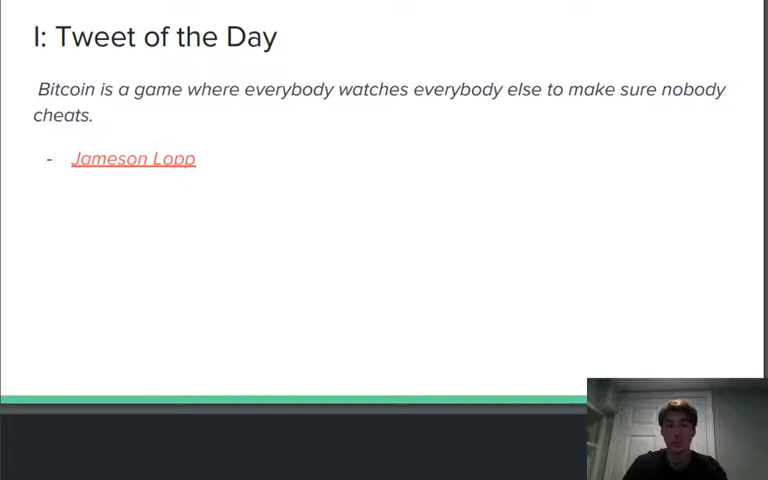 I: Tweet of the Day
Bitcoin is a game where everybody watches everybody else to make sure nobody
cheats.
- Jameson Lopp